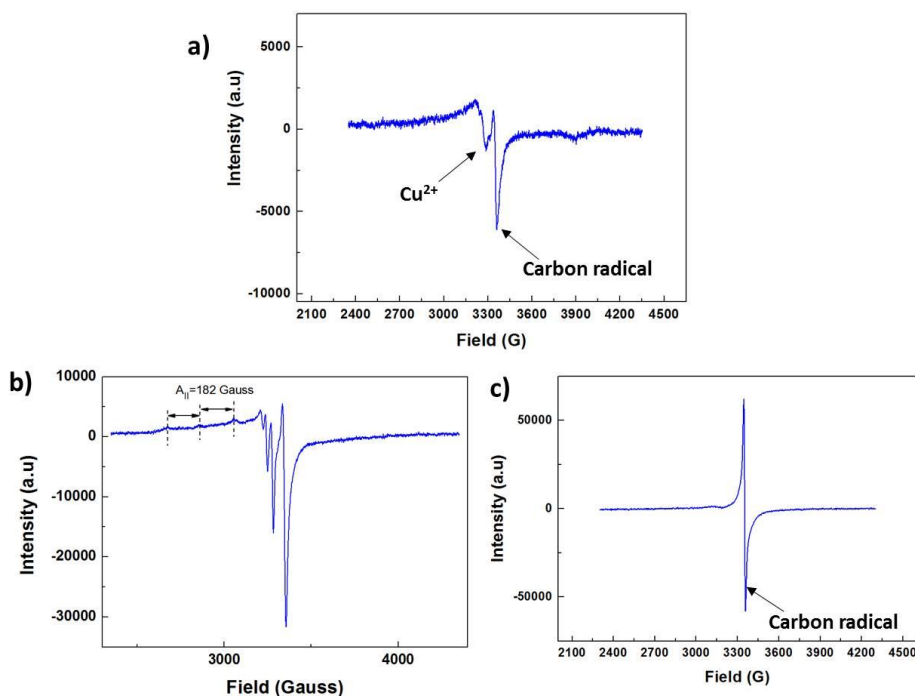 a)
5000
0
-5000
-10000
Intensity (a.u)
Cu²⁺
Carbon radical
2100 2400 2700 3000 3300 3600 3900 4200 4500
Field (G)
b)
10000
0
-10000
-20000
-30000
Intensity (a.u)
A||=182 Gauss
3000 4000
Field (Gauss)
c)
50000
0
-50000
Intensity (a.u)
Carbon radical
2100 2400 2700 3000 3300 3600 3900 4200 4500
Field (G)